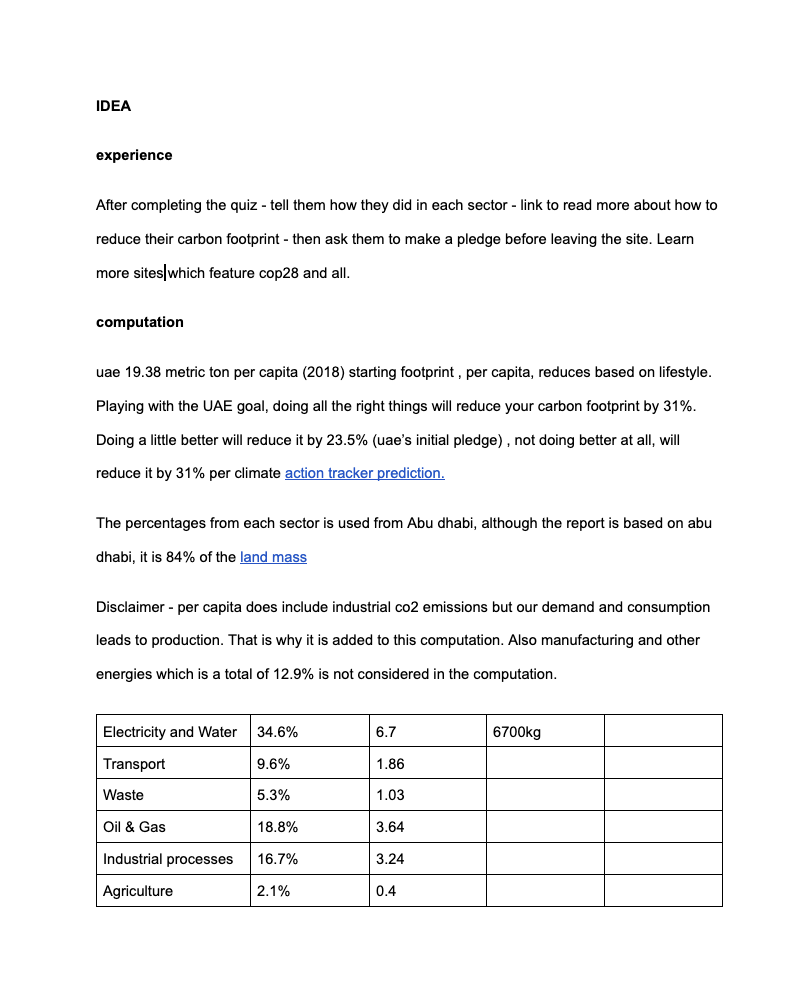 IDEA
experience
After completing the quiz - tell them how they did in each sector - link to read more about how to
reduce their carbon footprint - then ask them to make a pledge before leaving the site. Learn
more sites which feature cop28 and all.
computation
uae 19.38 metric ton per capita (2018) starting footprint , per capita, reduces based on lifestyle.
Playing with the UAE goal, doing all the right things will reduce your carbon footprint by 31%.
Doing a little better will reduce it by 23.5% (uae’s initial pledge) , not doing better at all, will
reduce it by 31% per climate action tracker prediction.
The percentages from each sector is used from Abu dhabi, although the report is based on abu
dhabi, it is 84% of the land mass
Disclaimer - per capita does include industrial co2 emissions but our demand and consumption
leads to production. That is why it is added to this computation. Also manufacturing and other
energies which is a total of 12.9% is not considered in the computation.
Electricity and Water 34.6% 6.7 6700kg
Transport 9.6% 1.86
Waste 5.3% 1.03
Oil & Gas 18.8% 3.64
Industrial processes 16.7% 3.24
Agriculture 2.1% 0.4